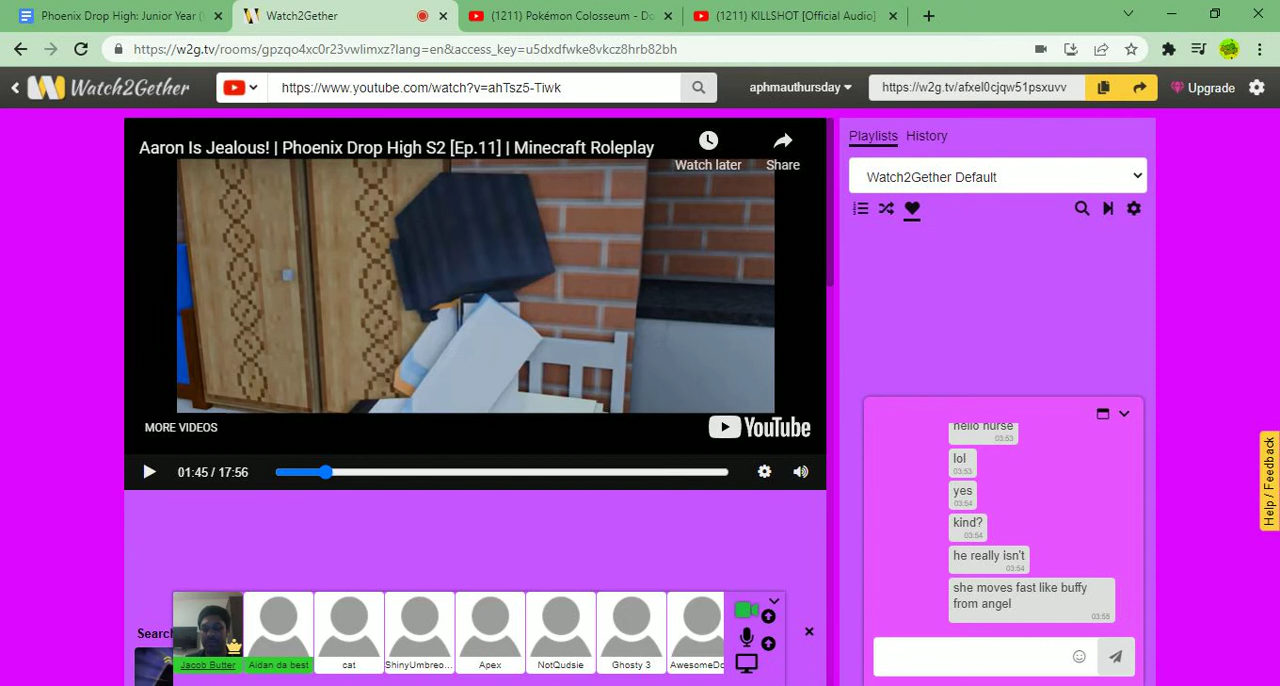 Phoenix Drop High: Junior Year (
Watch2Gether
(1211) Pokémon Colosseum - Do
(1211) KILLSHOT [Official Audio]
https://w2g.tv/rooms/gpzqo4xc0r23vwlimxz?lang=en&access_key=u5dxdfwke8vkcz8hrb82bh
Watch2Gether
https://www.youtube.com/watch?v=ahTsz5-Tiwk
aphmauthursday
https://w2g.tv/afxel0cjqw51psxuvv
Upgrade
Aaron Is Jealous! | Phoenix Drop High S2 [Ep.11] | Minecraft Roleplay
Watch later
Share
MORE VIDEOS
YouTube
01:45 / 17:56
Playlists History
Watch2Gether Default
hello nurse
03:53
lol
03:53
yes
03:54
kind?
03:54
he really isn't
03:54
she moves fast like buffy
from angel
03:55
Help / Feedback
Search
Jacob Butter
Aidan da best
cat
ShinyUmbreo...
Apex
NotQudsie
Ghosty 3
AwesomeDo